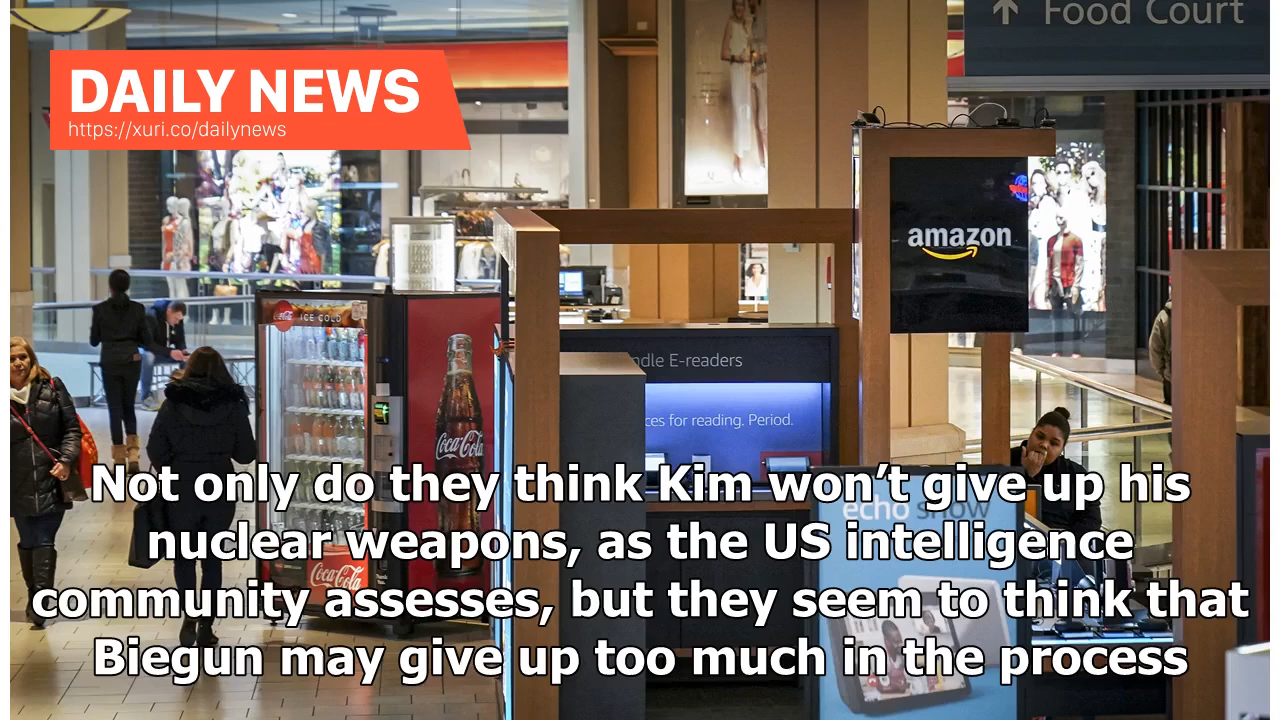 Food Court
DAILY NEWS
https://xuri.co/dailynews
amazon
ICE COLD
dle E-readers
ces for reading. Period.
Coca-Cola
Not only do they think Kim won’t give up his
nuclear weapons, as the US intelligence
echo show
community assesses, but they seem to think that
Coca-Cola
Biegun may give up too much in the process